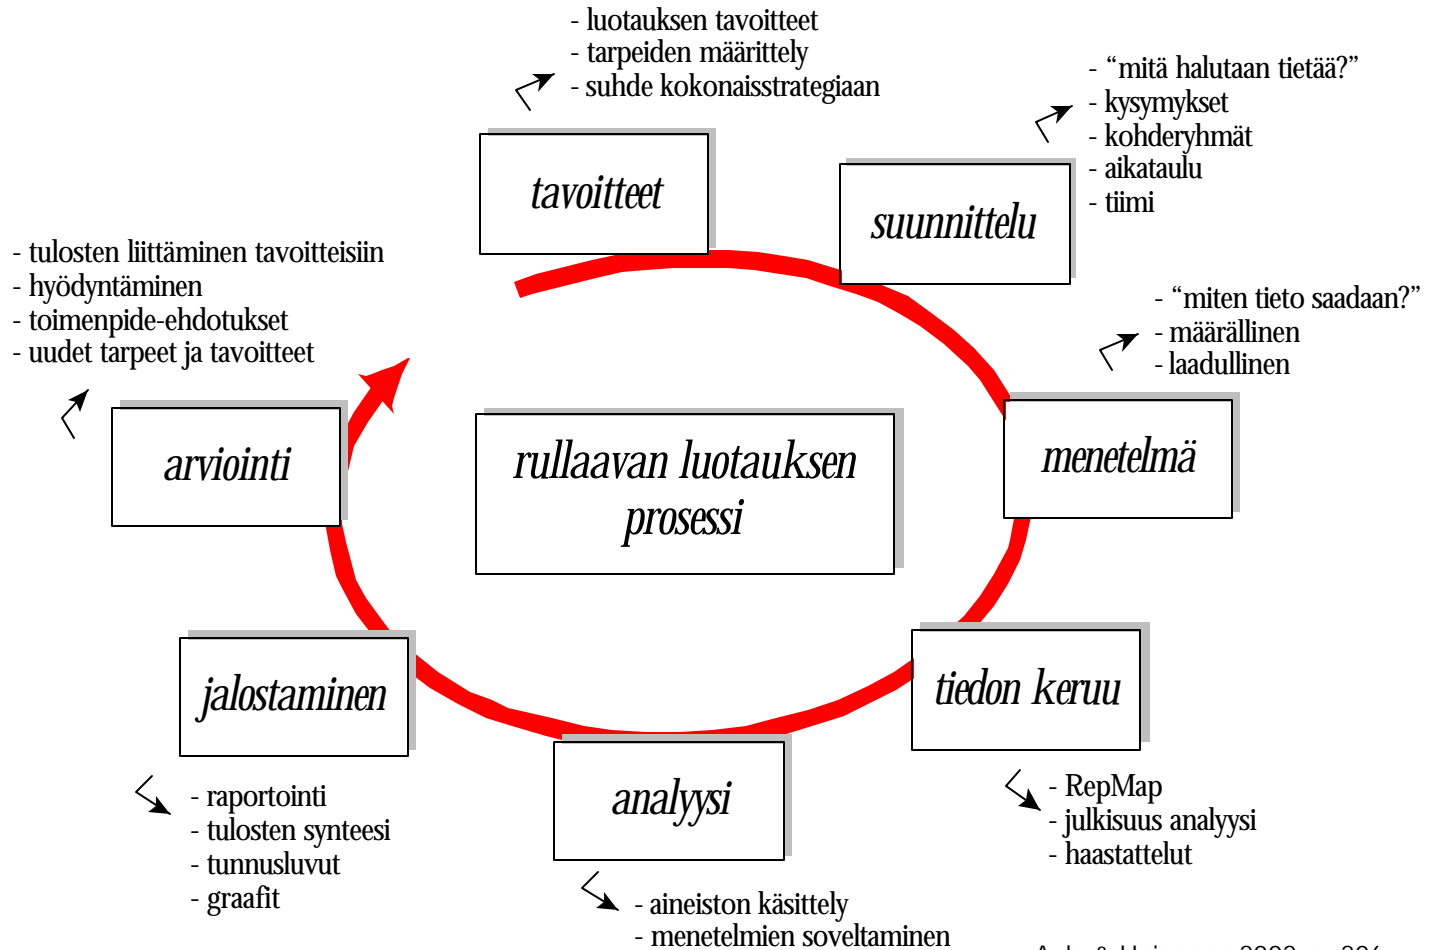 - luotauksen tavoitteet
- tarpeiden määrittely
- suhde kokonaisstrategiaan
tavoitteet
- “mitä halutaan tietää?”
- kysymykset
- kohderyhmät
- aikataulu
- tiimi
suunnittelu
- “miten tieto saadaan?”
- määrällinen
- laadullinen
menetelmä
- tulosten liittäminen tavoitteisiin
- hyödyntäminen
- toimenpide-ehdotukset
- uudet tarpeet ja tavoitteet
arviointi
rullaavan luotauksen
prosessi
jalostaminen
- raportointi
- tulosten synteesi
- tunnusluvut
- graafit
tiedon keruu
- RepMap
- julkisuus analyysi
- haastattelut
analyysi
- aineiston käsittely
- menetelmien soveltaminen